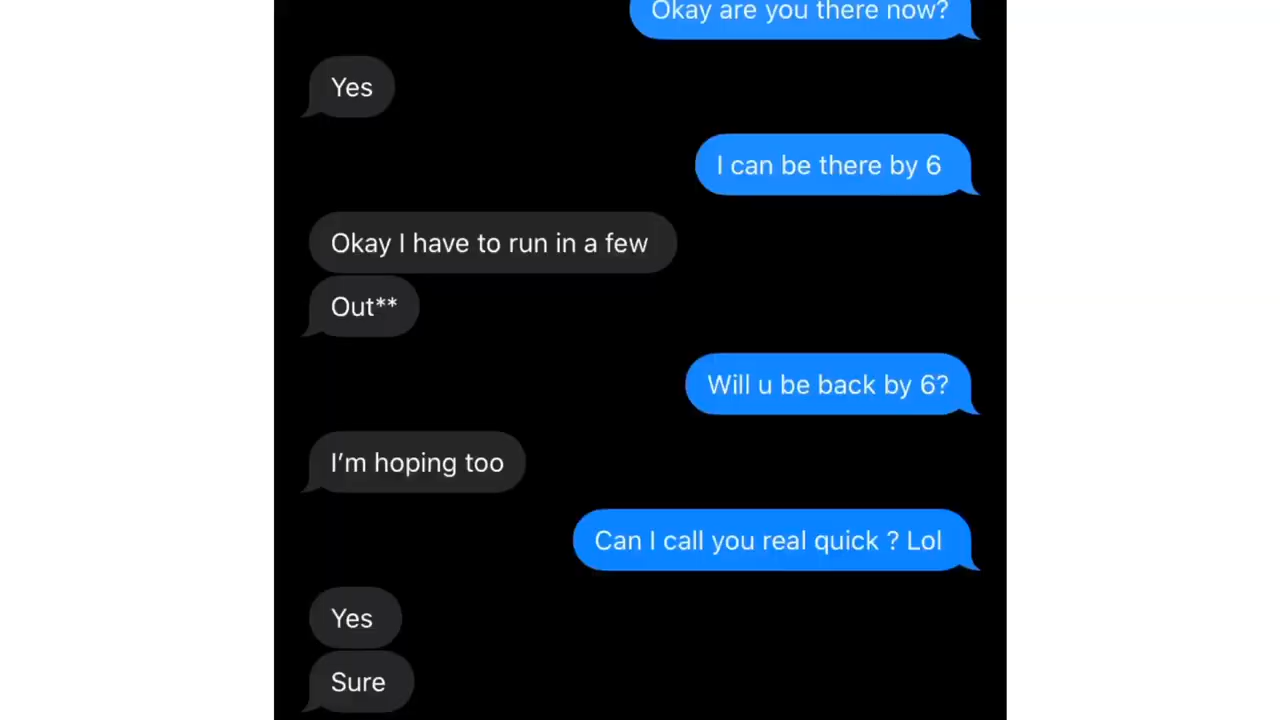 Okay are you there now?
Yes
I can be there by 6
Okay I have to run in a few
Out**
Will u be back by 6?
I'm hoping too
Can I call you real quick ? Lol
Yes
Sure